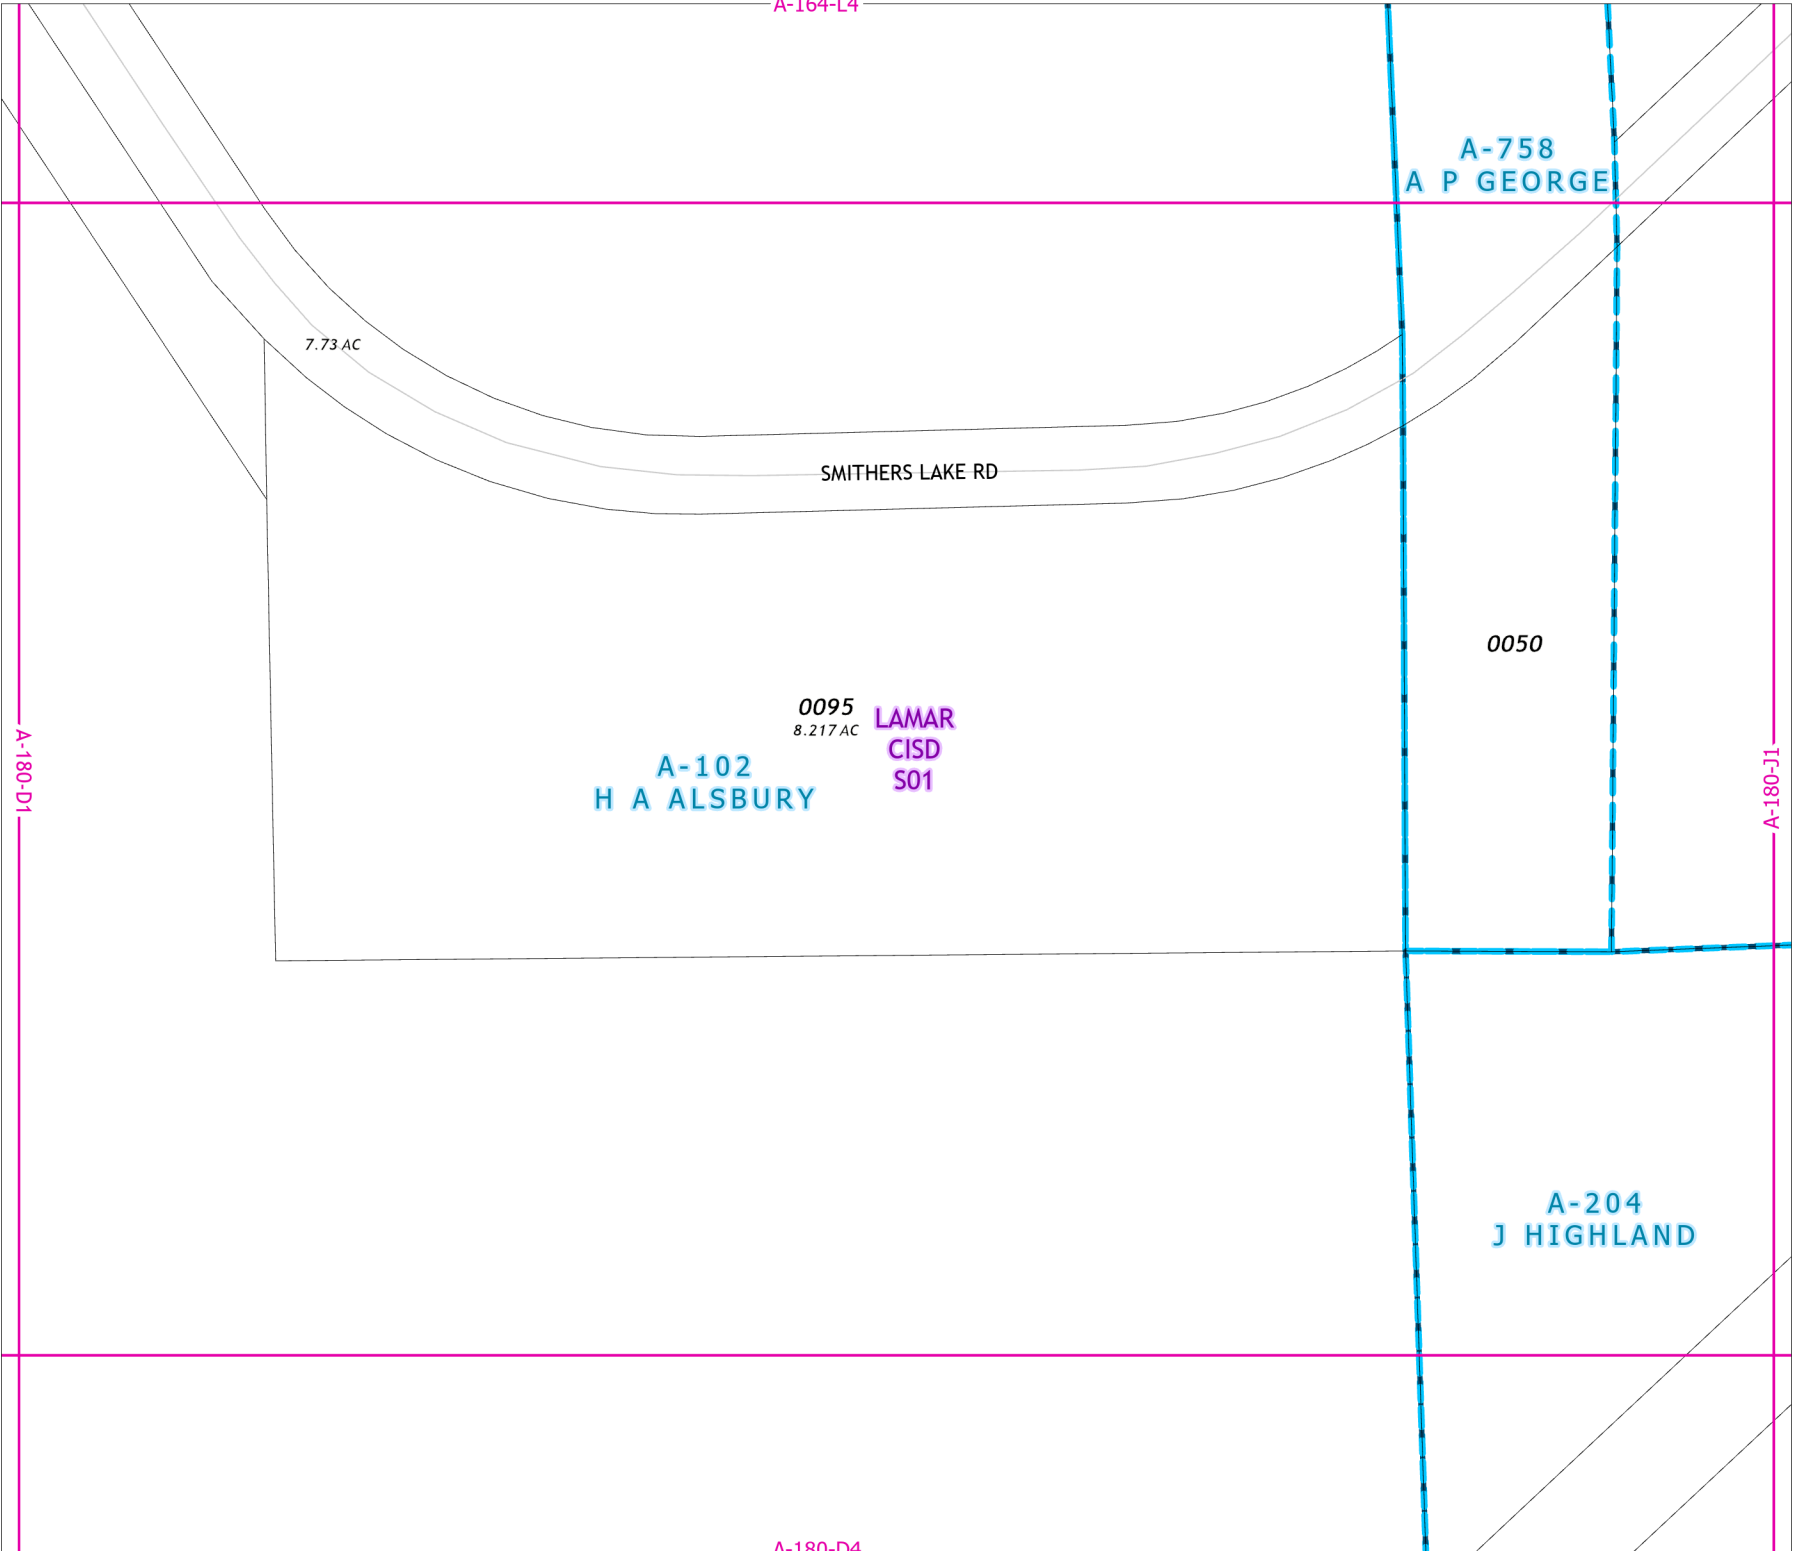 A-164-L4
A-758
A P GEORGE
7.73 AC
SMITHERS LAKE RD
0050
0095
8.217 AC
LAMAR
CISD
S01
A-102
H A ALSBURY
A-180-D1
A-180-J1
A-204
J HIGHLAND
A-180-D4